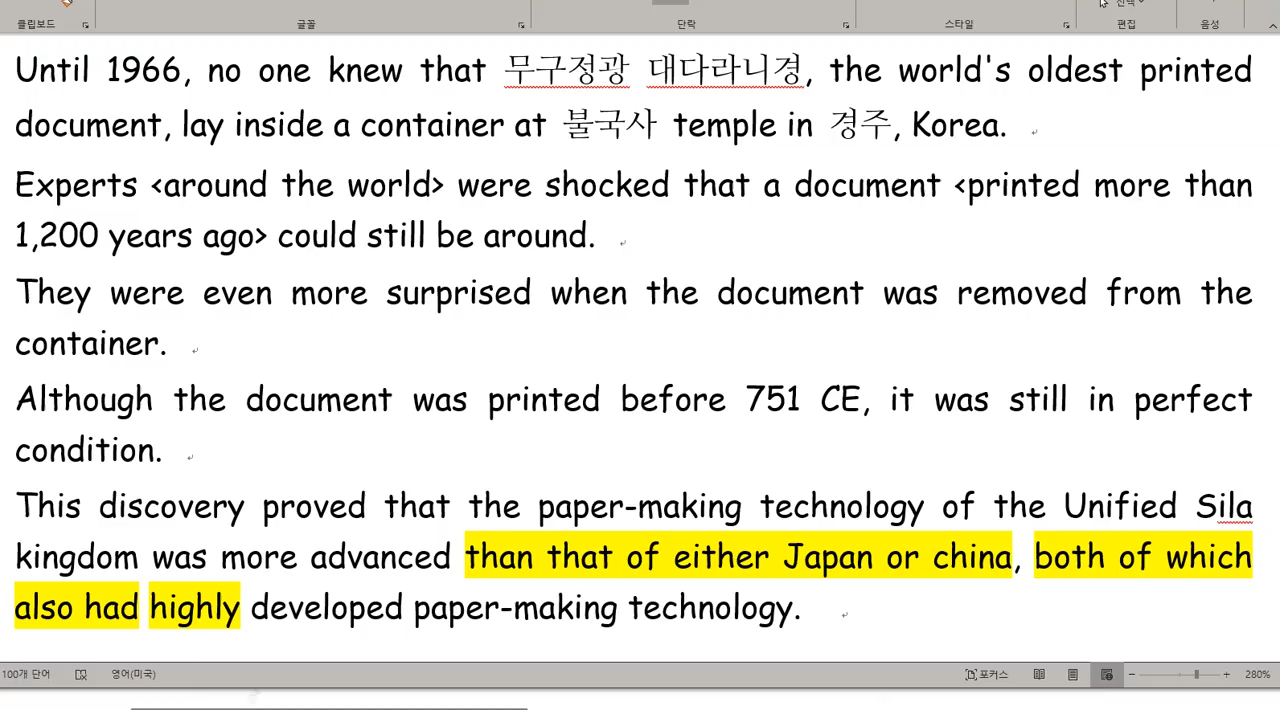 클립보드 글꼴 단락 스타일 편집 음성
Until 1966, no one knew that 무구정광 대다라니경, the world's oldest printed
document, lay inside a container at 불국사 temple in 경주, Korea.
Experts <around the world> were shocked that a document <printed more than
1,200 years ago> could still be around.
They were even more surprised when the document was removed from the
container.
Although the document was printed before 751 CE, it was still in perfect
condition.
This discovery proved that the paper-making technology of the Unified Sila
kingdom was more advanced than that of either Japan or china, both of which
also had highly developed paper-making technology.
100개 단어 영어(미국) 포커스 280%